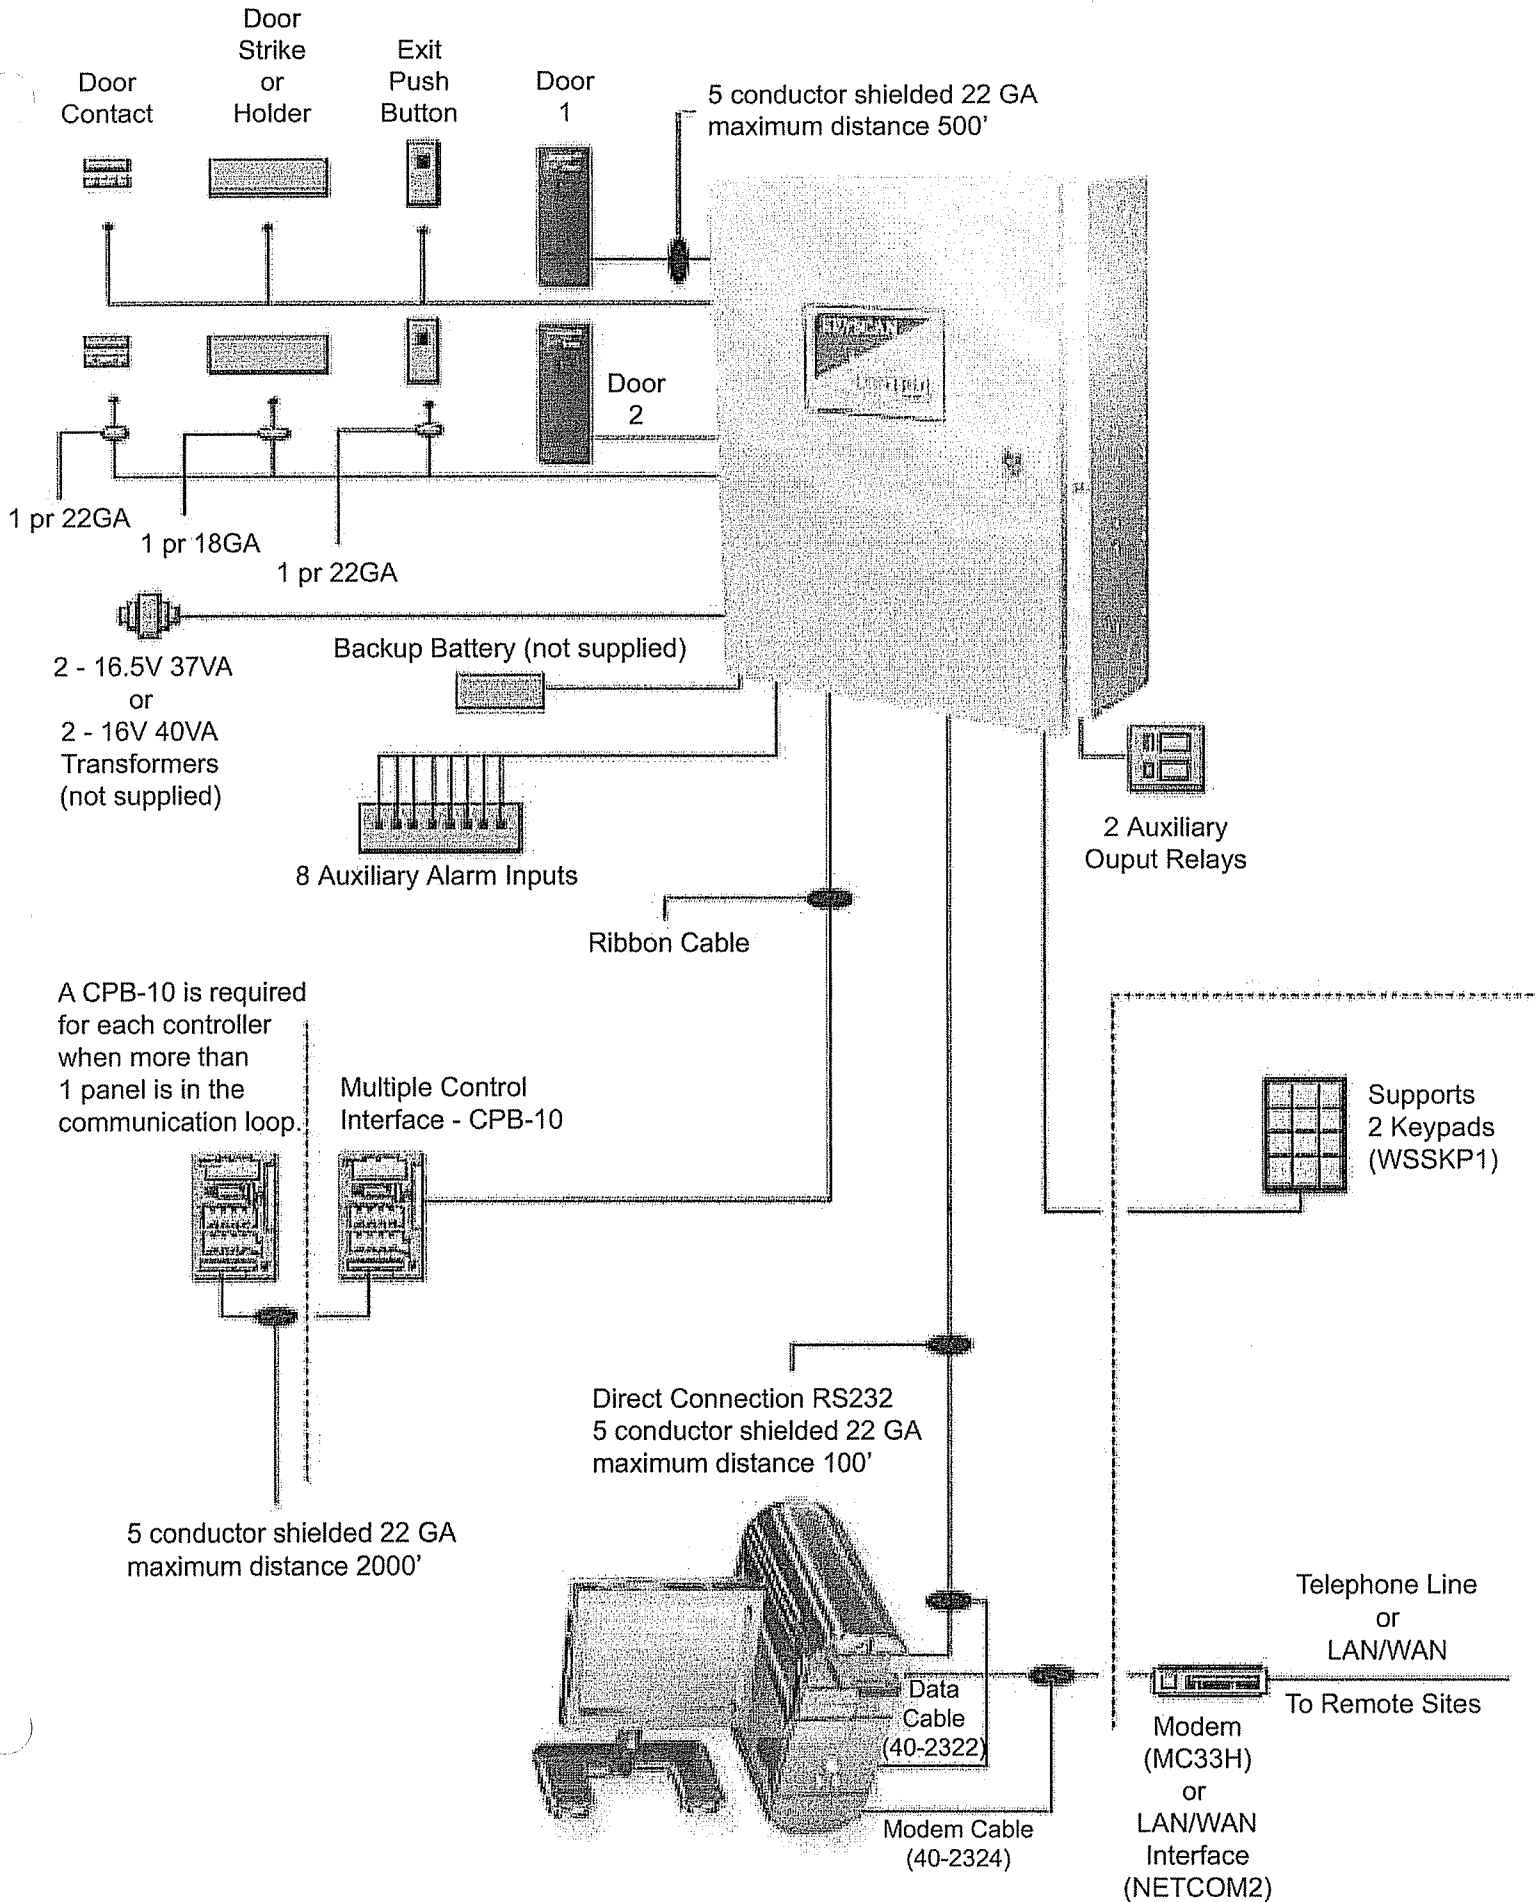 Door
Contact
Door
Strike
or
Holder
Exit
Push
Button
Door
1
5 conductor shielded 22 GA
maximum distance 500'
Door
2
1 pr 22GA
1 pr 18GA
1 pr 22GA
2 - 16.5V 37VA
or
2 - 16V 40VA
Transformers
(not supplied)
Backup Battery (not supplied)
8 Auxiliary Alarm Inputs
2 Auxiliary
Ouput Relays
Ribbon Cable
A CPB-10 is required
for each controller
when more than
1 panel is in the
communication loop.
Multiple Control
Interface - CPB-10
Supports
2 Keypads
(WSSKP1)
Direct Connection RS232
5 conductor shielded 22 GA
maximum distance 100'
5 conductor shielded 22 GA
maximum distance 2000'
Telephone Line
or
LAN/WAN
To Remote Sites
Data
Cable
(40-2322)
Modem
(MC33H)
or
LAN/WAN
Interface
(NETCOM2)
Modem Cable
(40-2324)